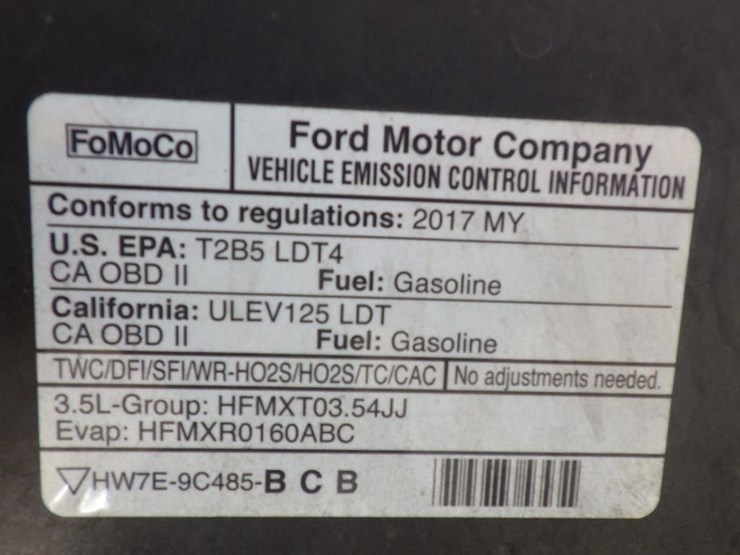 FoMoCo
Ford Motor Company
VEHICLE EMISSION CONTROL INFORMATION
Conforms to regulations: 2017 MY
U.S. EPA: T2B5 LDT4
CA OBD II Fuel: Gasoline
California: ULEV125 LDT
CA OBD II Fuel: Gasoline
TWC/DFI/SFI/WR-HO2S/HO2S/TC/CAC No adjustments needed.
3.5L-Group: HFMXT03.54JJ
Evap: HFMXR0160ABC
HW7E-9C485-B C B